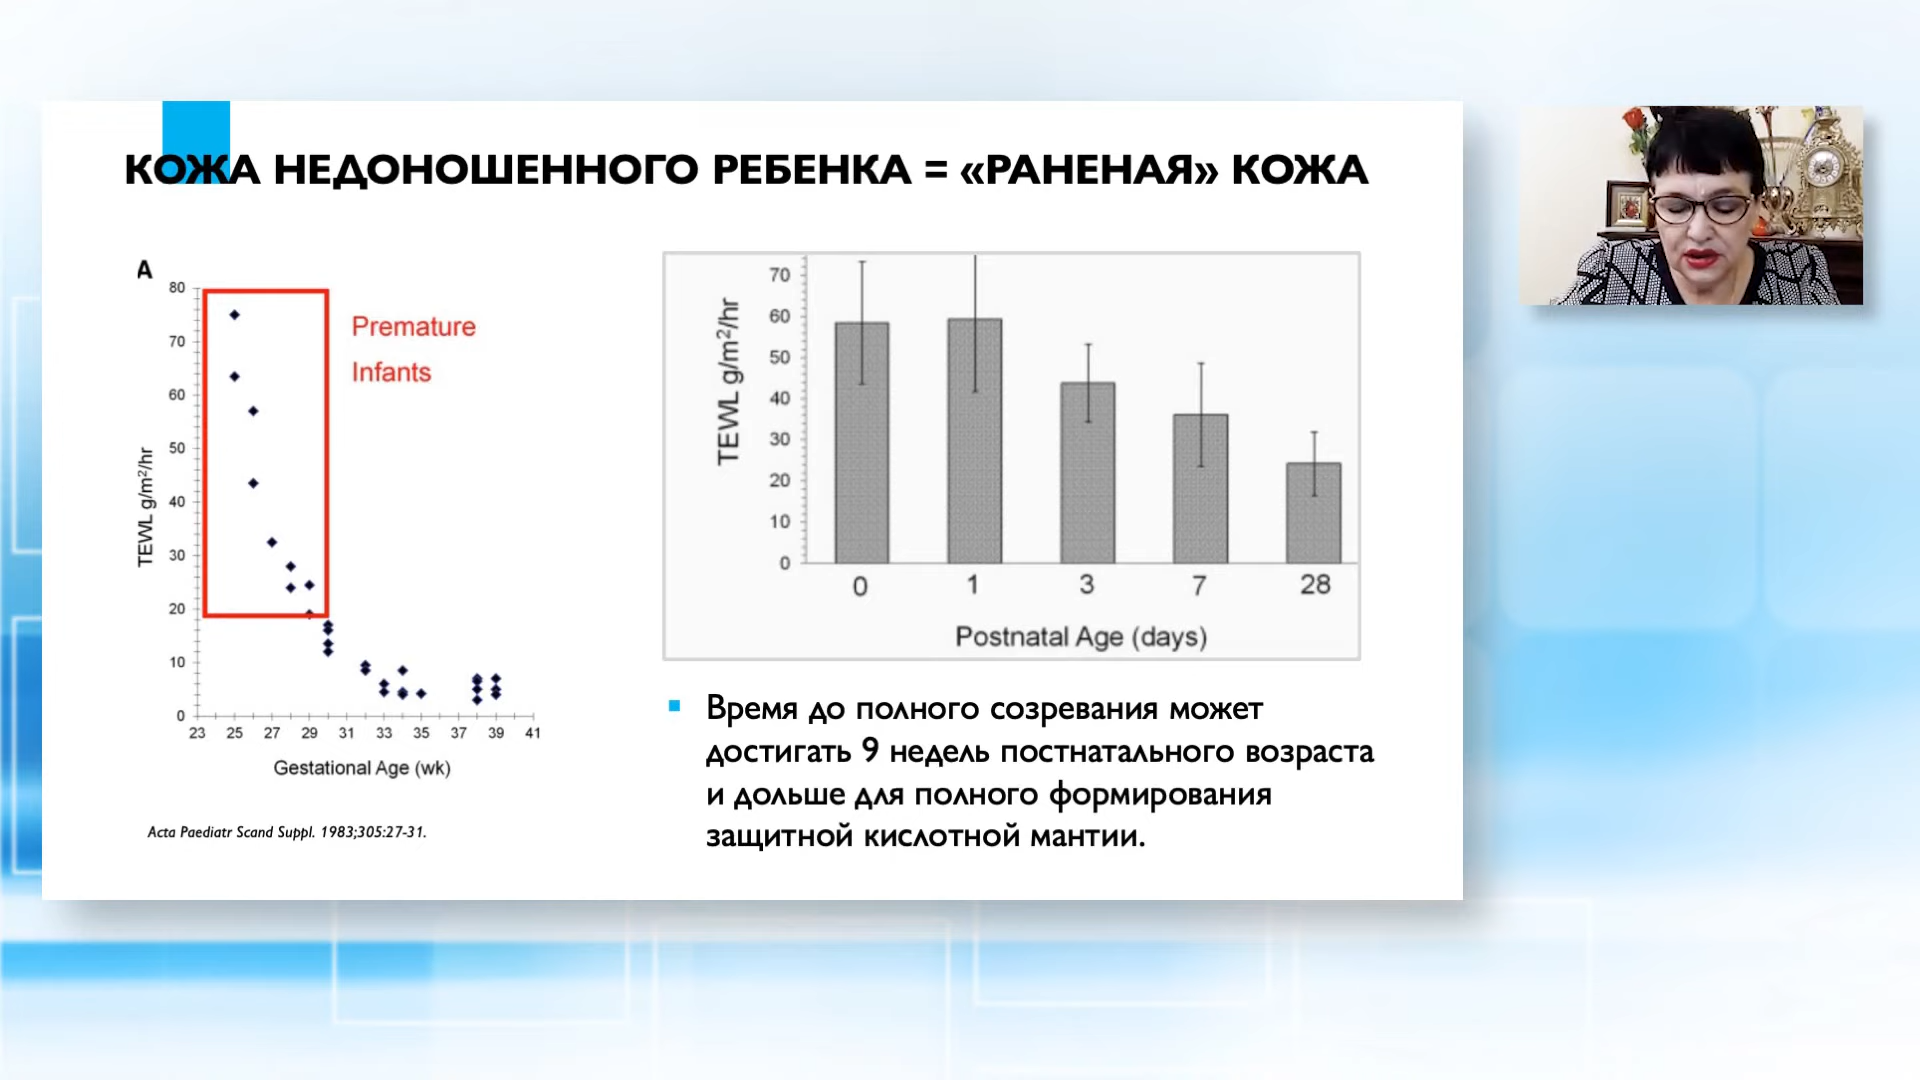 КОЖА НЕДОНОШЕННОГО РЕБЕНКА = «РАНЕНАЯ» КОЖА
A
80
70
60
50
40
30
20
10
0
TEWL g/m²/hr
Premature
Infants
23 25 27 29 31 33 35 37 39 41
Gestational Age (wk)
Acta Paediatr Scand Suppl. 1983;305:27-31.
70
60
50
40
30
20
10
0
TEWL g/m²/hr
0 1 3 7 28
Postnatal Age (days)
Время до полного созревания может
достигать 9 недель постнатального возраста
и дольше для полного формирования
защитной кислотной мантии.